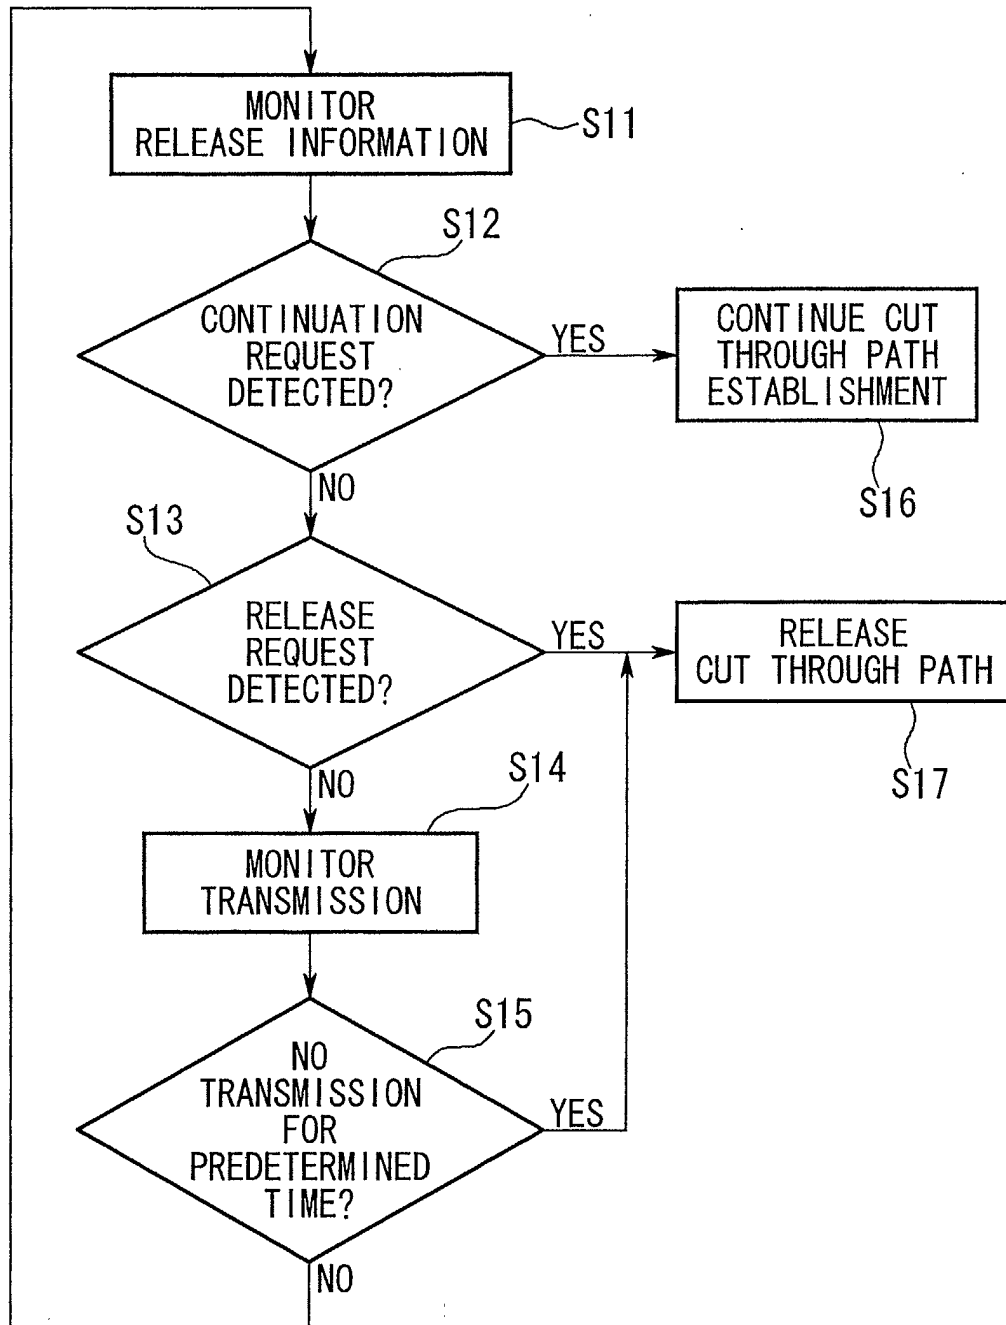 MONITOR
RELEASE INFORMATION
S11
S12
CONTINUATION
REQUEST
DETECTED?
YES
CONTINUE CUT
THROUGH PATH
ESTABLISHMENT
S16
NO
S13
RELEASE
REQUEST
DETECTED?
YES
RELEASE
CUT THROUGH PATH
S17
NO
S14
MONITOR
TRANSMISSION
S15
NO
TRANSMISSION
FOR
PREDETERMINED
TIME?
YES
NO